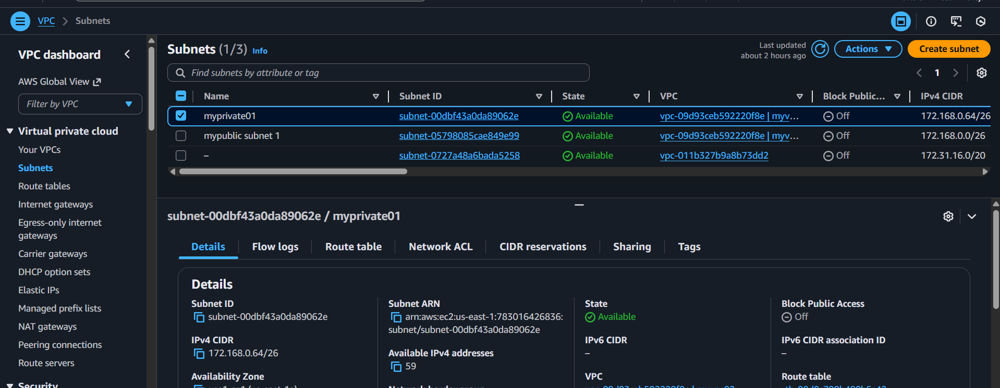 VPC > Subnets
VPC dashboard
AWS Global View
Filter by VPC
Virtual private cloud
Your VPCs
Subnets
Route tables
Internet gateways
Egress-only internet
gateways
Carrier gateways
DHCP option sets
Elastic IPs
Managed prefix lists
NAT gateways
Peering connections
Route servers
Security
Subnets (1/3) Info
Last updated
about 2 hours ago
Actions
Create subnet
Find subnets by attribute or tag
1
Name Subnet ID State VPC Block Public... IPv4 CIDR
myprivate01 subnet-00dbf43a0da89062e Available vpc-09d93ceb592220f8e | myv... Off 172.168.0.64/26
mypublic subnet 1 subnet-05798085cae849e99 Available vpc-09d93ceb592220f8e | myv... Off 172.168.0.0/26
– subnet-0727a48a6bada5258 Available vpc-011b327b9a8b73dd2 Off 172.31.16.0/20
subnet-00dbf43a0da89062e / myprivate01
Details Flow logs Route table Network ACL CIDR reservations Sharing Tags
Details
Subnet ID
subnet-00dbf43a0da89062e
IPv4 CIDR
172.168.0.64/26
Availability Zone
Subnet ARN
arn:aws:ec2:us-east-1:783016426836:
subnet/subnet-00dbf43a0da89062e
Available IPv4 addresses
59
Network border group
State
Available
IPv6 CIDR
–
VPC
Block Public Access
Off
IPv6 CIDR association ID
–
Route table